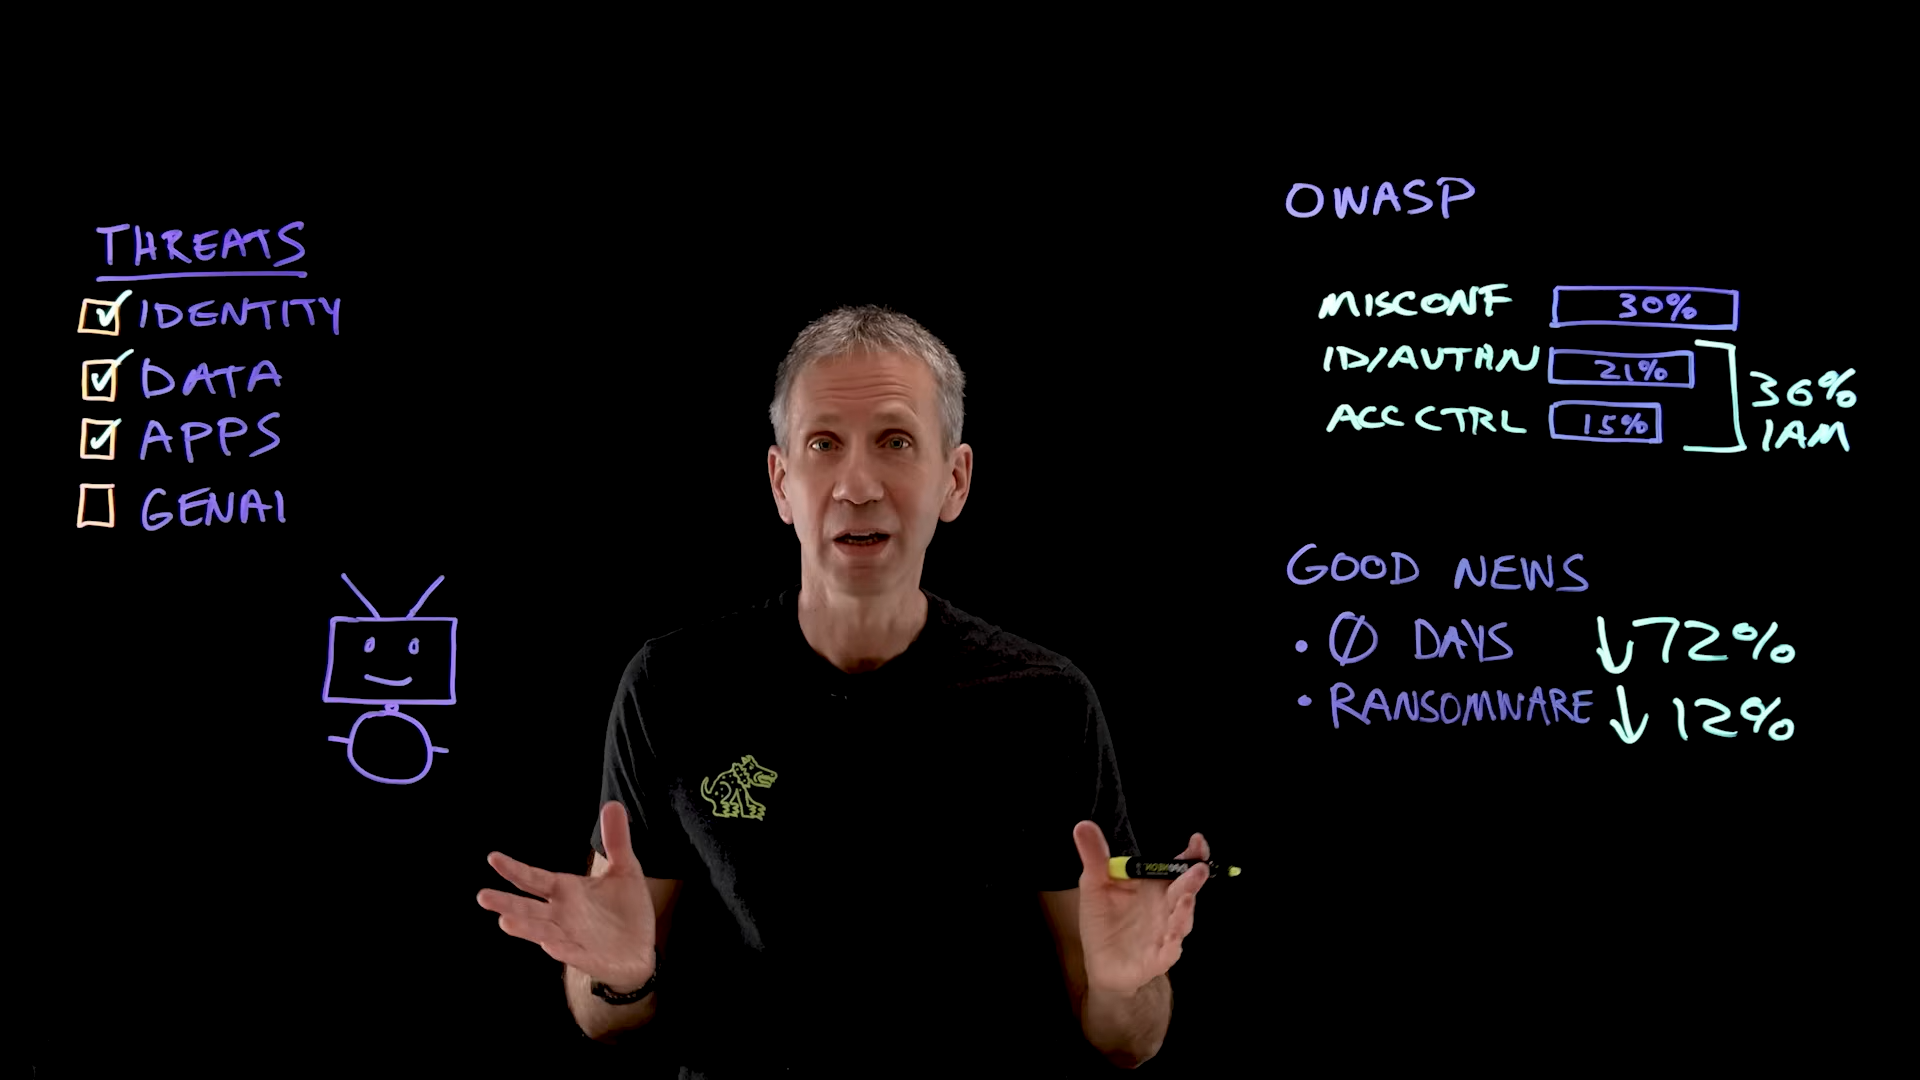 THREATS
IDENTITY
DATA
APPS
GENAI
OWASP
MISCONF 30%
ID/AUTHN 21%
ACC CTRL 15%
36%
IAM
GOOD NEWS
• Ø DAYS ↓ 72%
• RANSOMWARE ↓ 12%